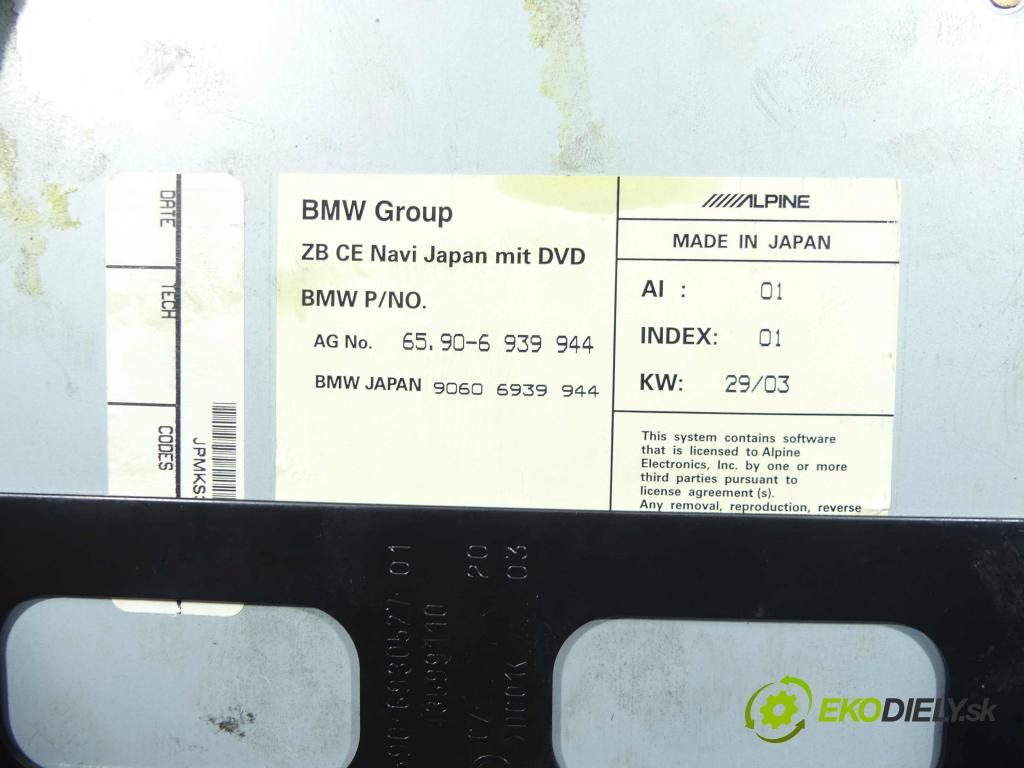 DATE
TECH
CODES
BMW Group
ZB CE Navi Japan mit DVD
BMW P/NO.
AG No. 65.90-6 939 944
BMW JAPAN 9060 6939 944
ALPINE
MADE IN JAPAN
AI : 01
INDEX: 01
KW: 29/03
This system contains software
that is licensed to Alpine
Electronics, Inc. by one or more
third parties pursuant to
license agreement (s).
Any removal, reproduction, reverse
01
20
03
EKODIELY.sk